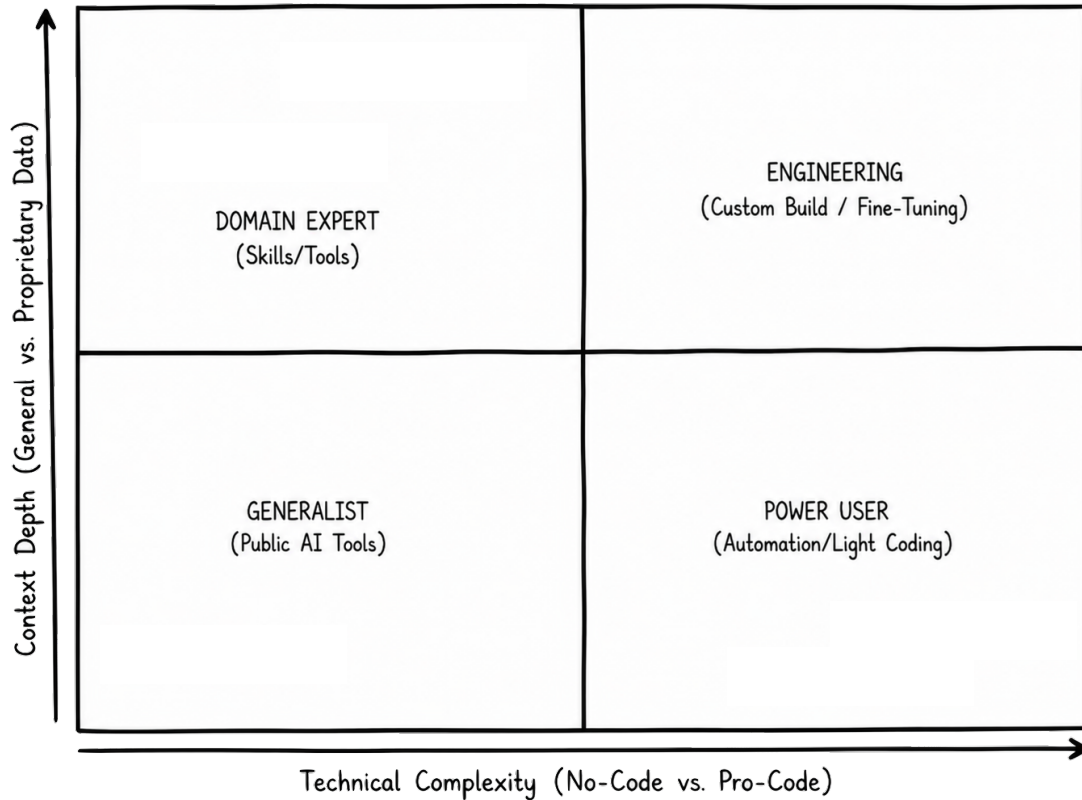 Context Depth (General vs. Proprietary Data)
DOMAIN EXPERT
(Skills/Tools)
ENGINEERING
(Custom Build / Fine-Tuning)
GENERALIST
(Public AI Tools)
POWER USER
(Automation/Light Coding)
Technical Complexity (No-Code vs. Pro-Code)